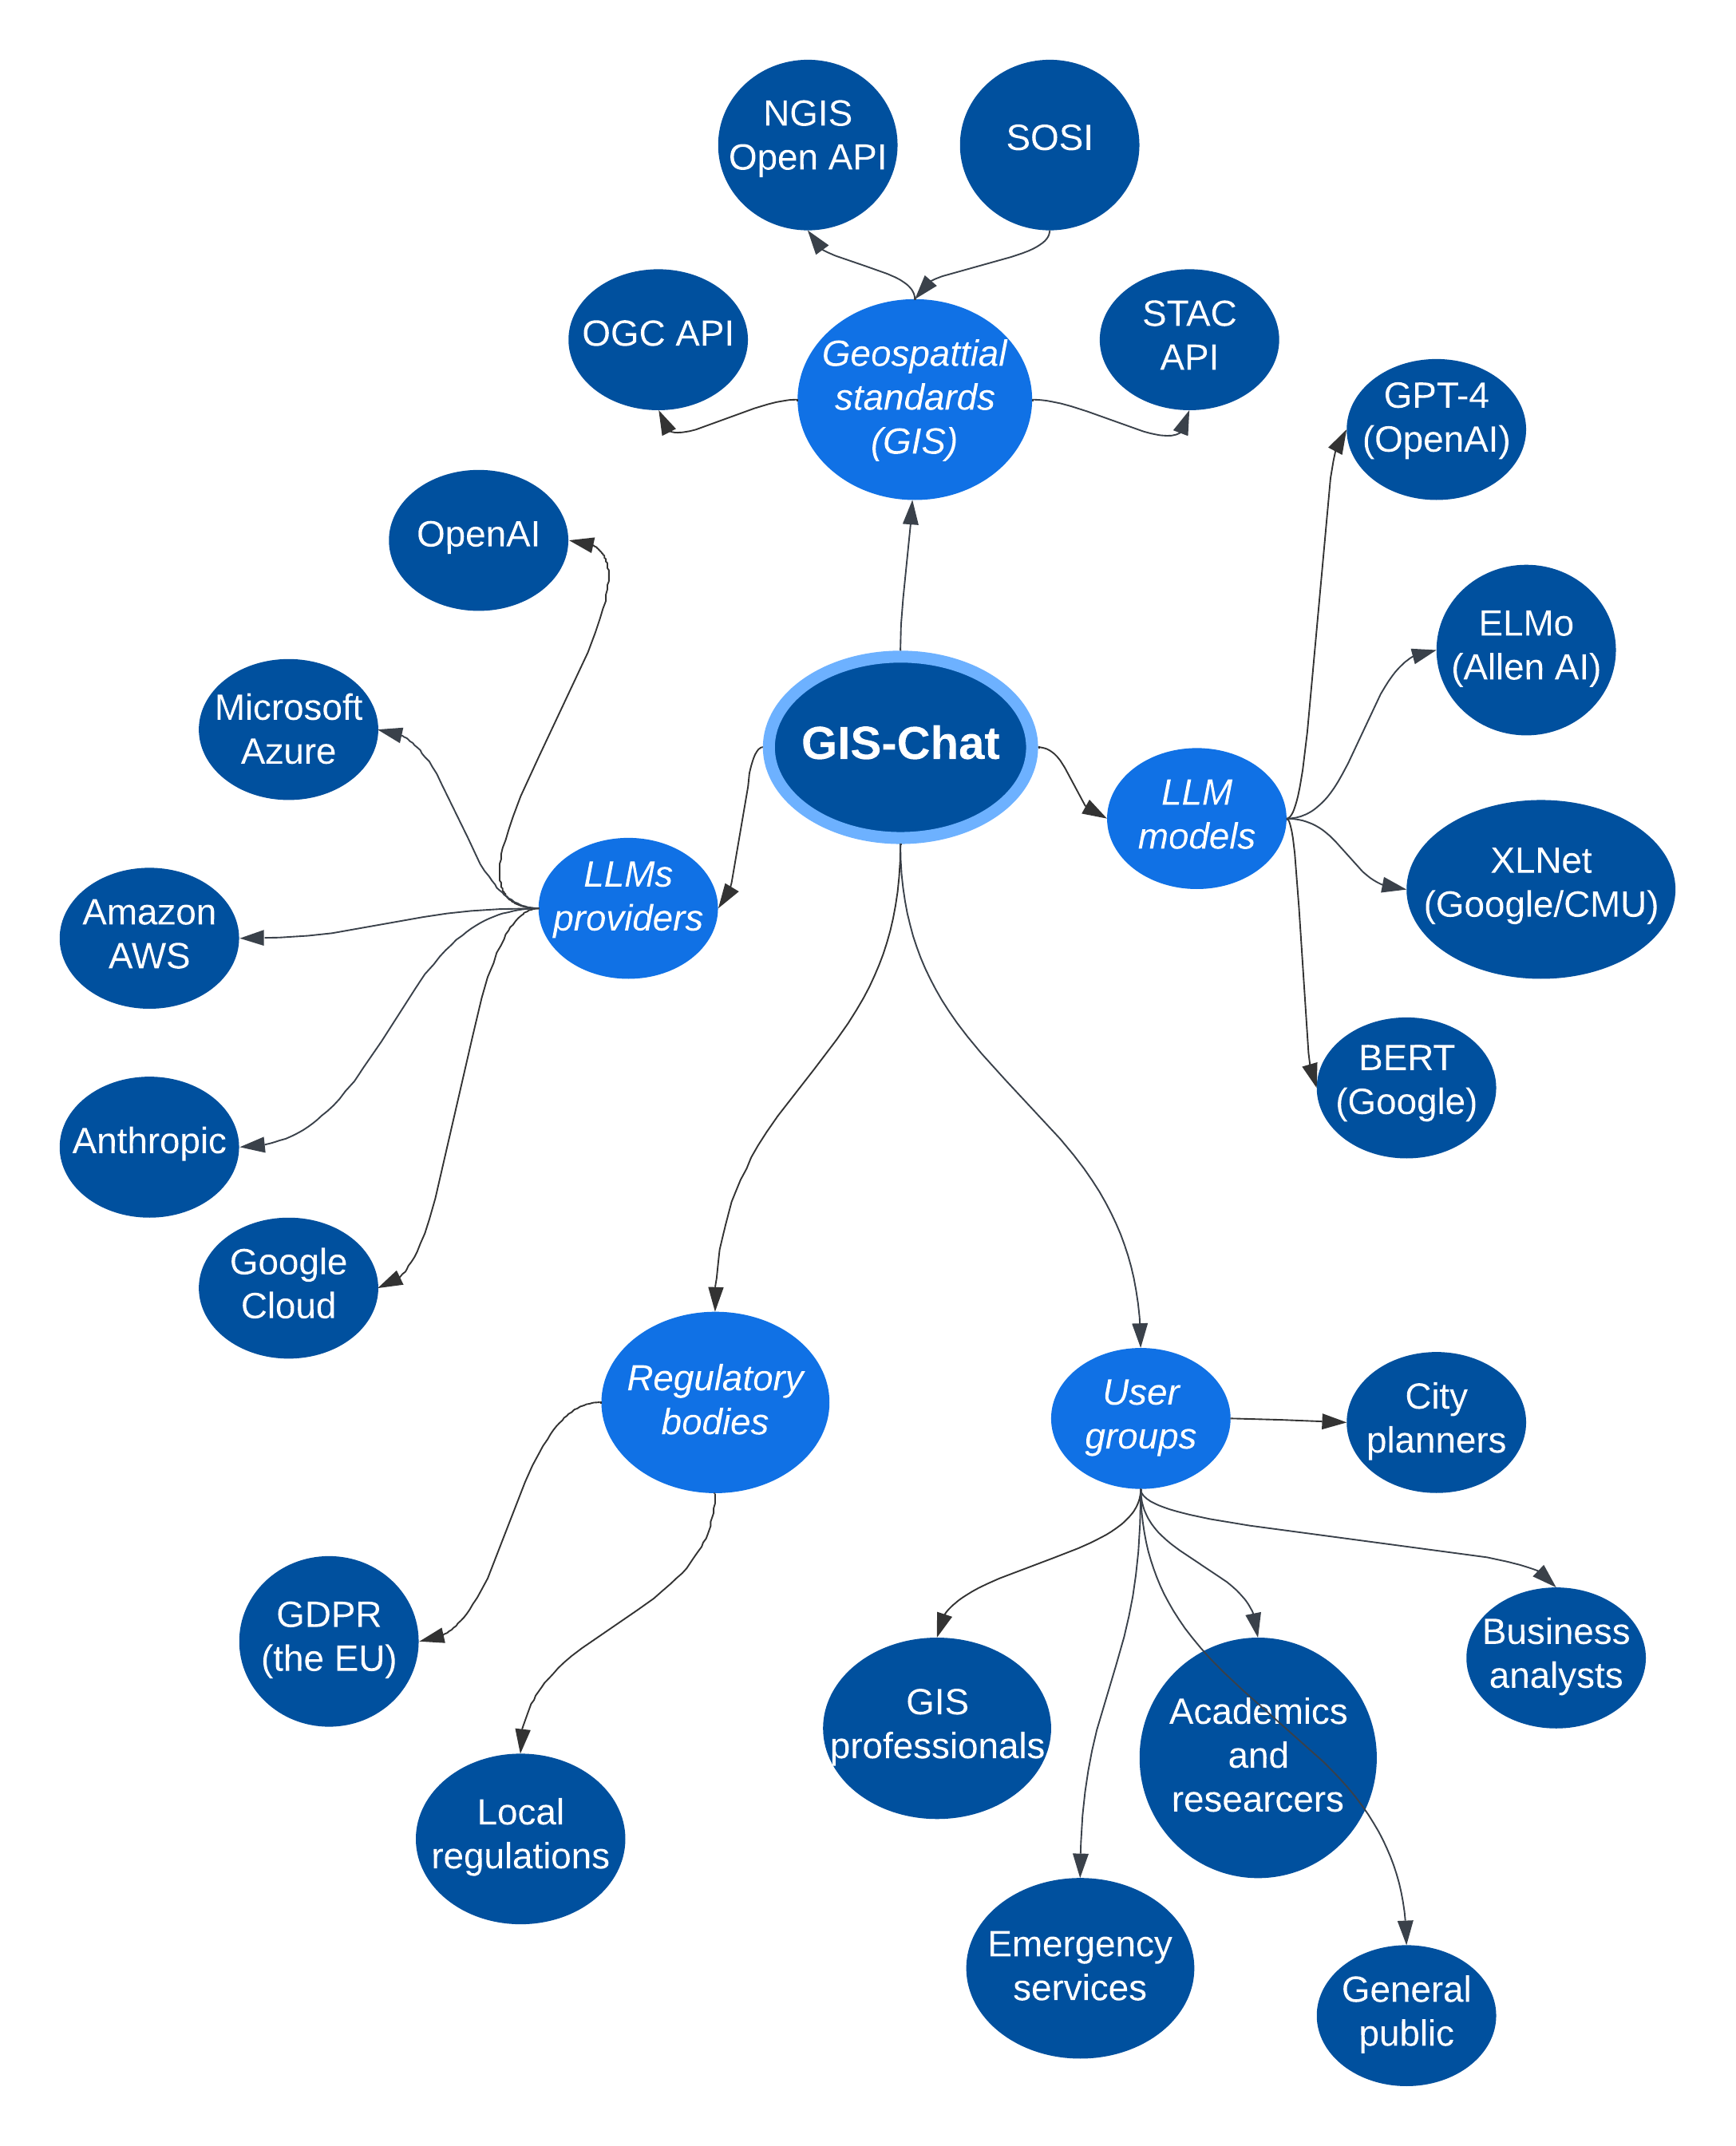 NGIS
Open API
SOSI
OGC API
Geospattial
standards
(GIS)
STAC
API
GPT-4
(OpenAI)
OpenAI
ELMo
(Allen AI)
Microsoft
Azure
GIS-Chat
LLM
models
XLNet
(Google/CMU)
LLMs
providers
Amazon
AWS
BERT
(Google)
Anthropic
Google
Cloud
Regulatory
bodies
User
groups
City
planners
GDPR
(the EU)
Business
analysts
GIS
professionals
Academics
and
researcers
Local
regulations
Emergency
services
General
public